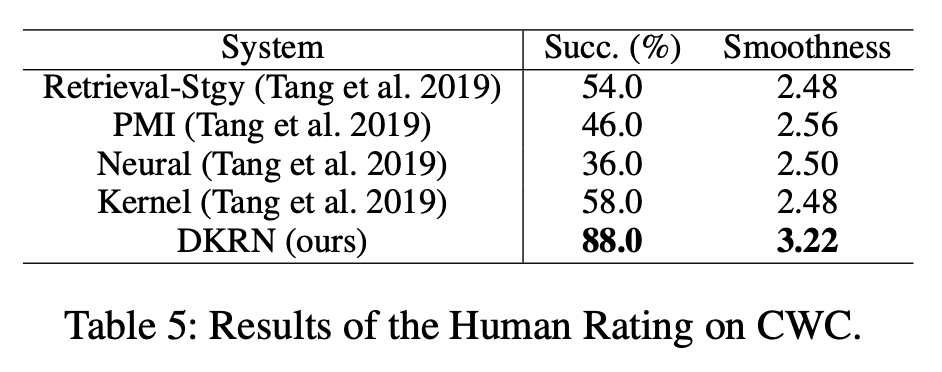 System Succ. (%) Smoothness
Retrieval-Stgy (Tang et al. 2019) 54.0 2.48
PMI (Tang et al. 2019) 46.0 2.56
Neural (Tang et al. 2019) 36.0 2.50
Kernel (Tang et al. 2019) 58.0 2.48
DKRN (ours) 88.0 3.22
Table 5: Results of the Human Rating on CWC.